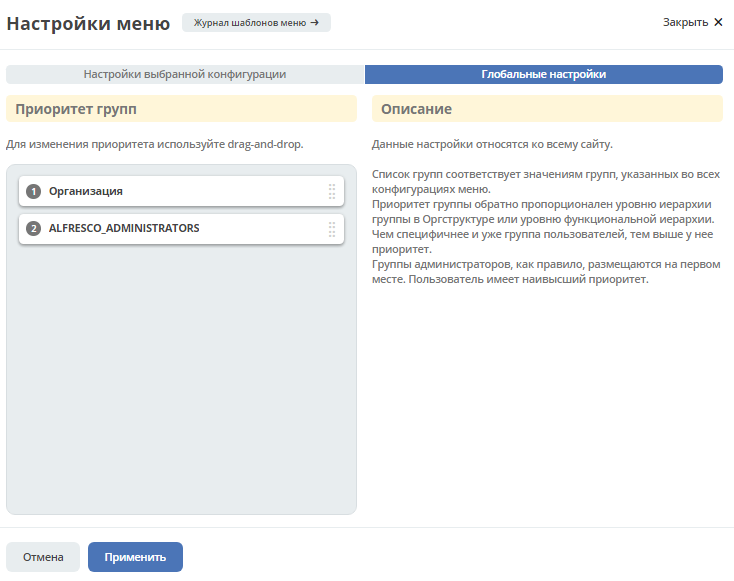 Настройки меню
Журнал шаблонов меню →
Закрыть ✕
Настройки выбранной конфигурации
Глобальные настройки
Приоритет групп
Для изменения приоритета используйте drag-and-drop.
1 Организация
2 ALFRESCO_ADMINISTRATORS
Описание
Данные настройки относятся ко всему сайту.
Список групп соответствует значениям групп, указанных во всех
конфигурациях меню.
Приоритет группы обратно пропорционален уровню иерархии
группы в Оргструктуре или уровню функциональной иерархии.
Чем специфичнее и уже группа пользователей, тем выше у нее
приоритет.
Группы администраторов, как правило, размещаются на первом
месте. Пользователь имеет наивысший приоритет.
Отмена
Применить